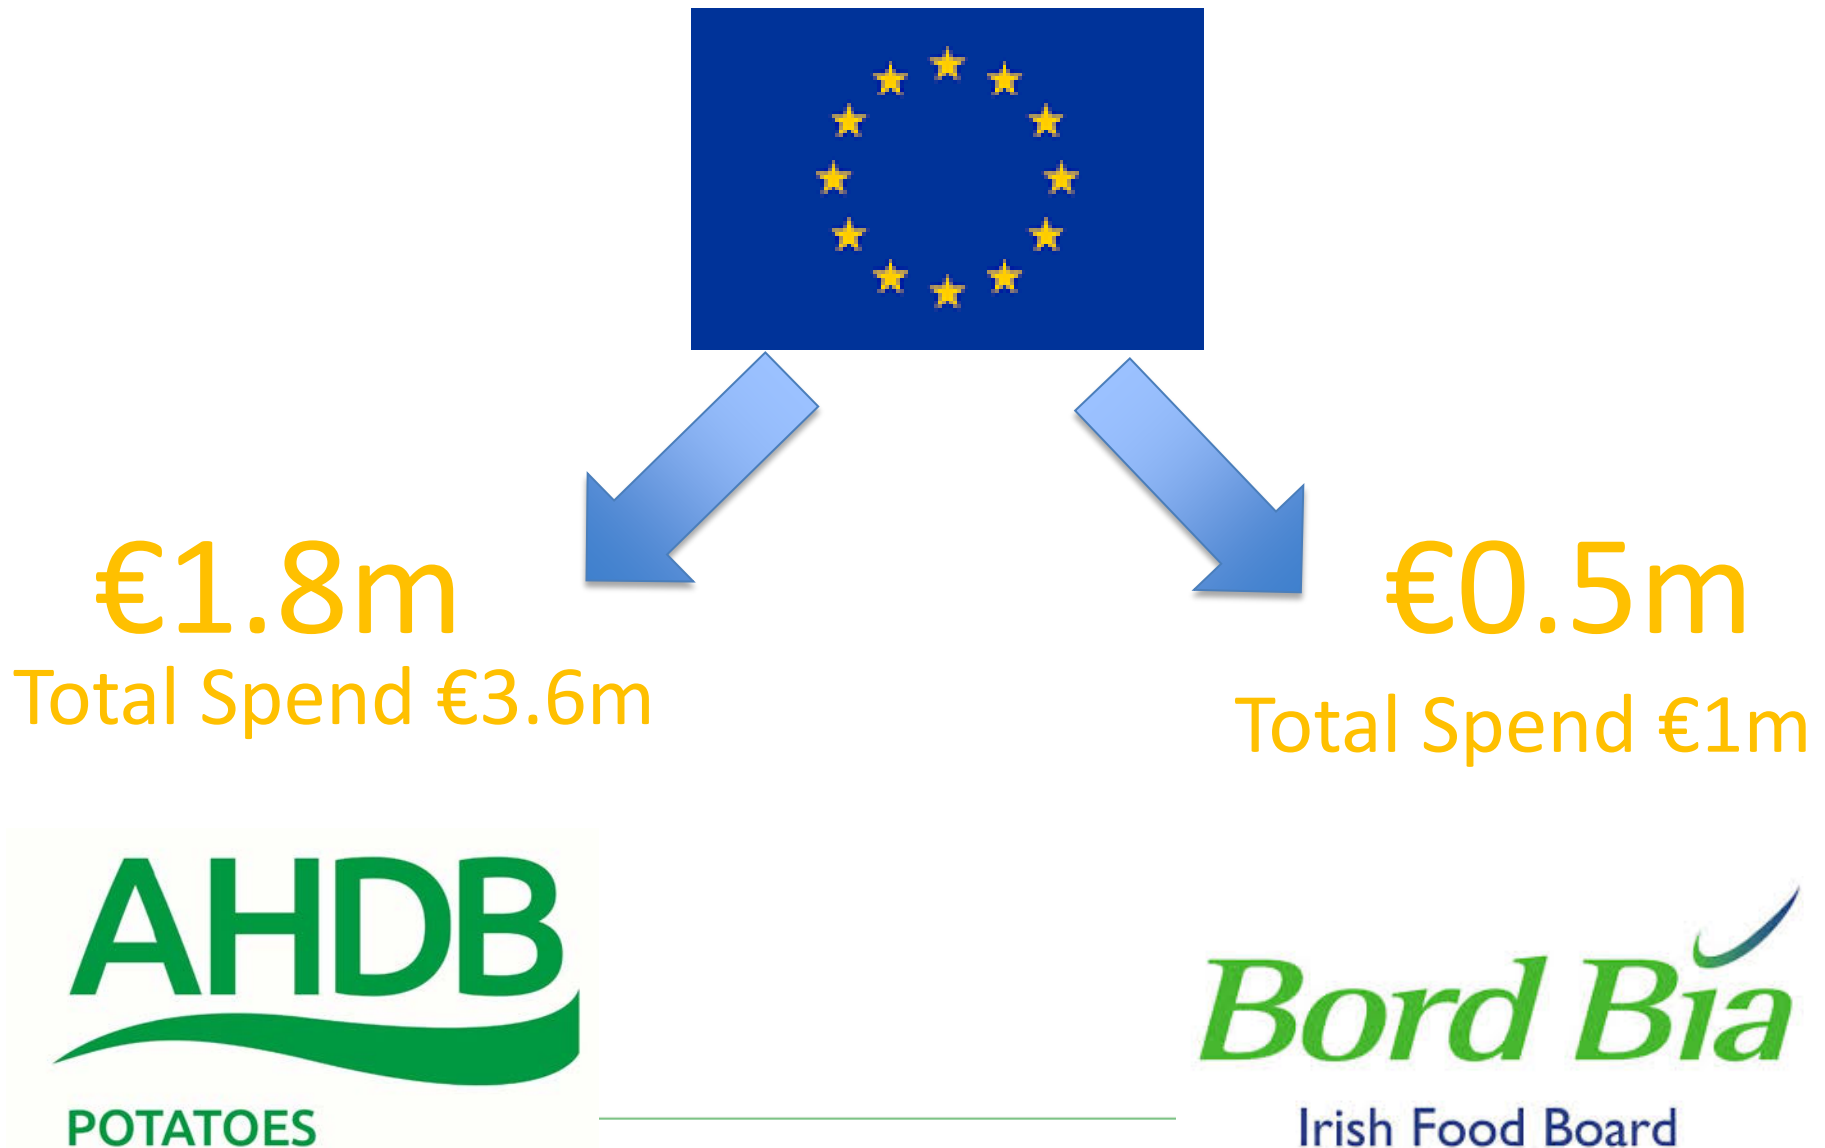 €1.8m
Total Spend €3.6m
€0.5m
Total Spend €1m
AHDB
POTATOES
Bord Bia
Irish Food Board